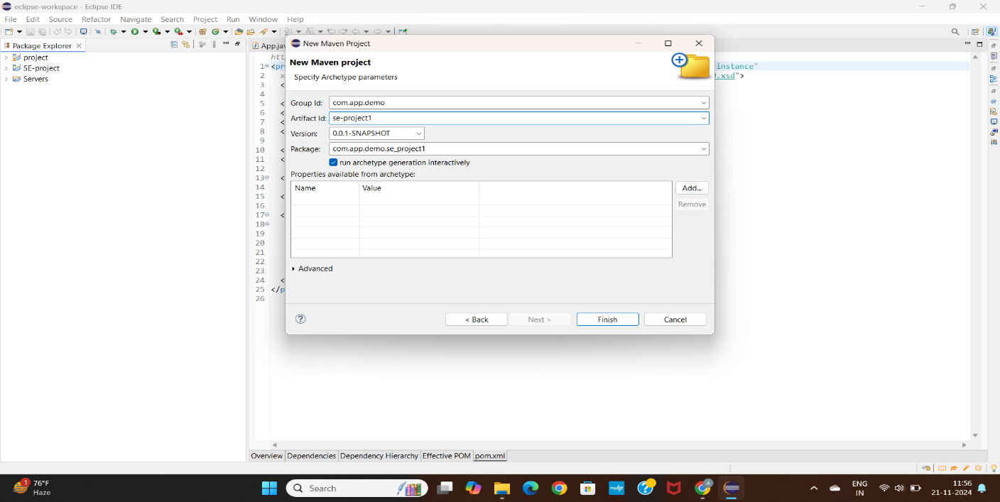 eclipse-workspace - Eclipse IDE
File Edit Source Refactor Navigate Search Project Run Window Help
Package Explorer
project
SE-project
Servers
App.jav
htt
1 <pr
instance"
2 x
.xsd">
3 <
4
5 <
6 <
7 <
8 <
9
10 <
11 <
12
13 <
14
15 <
16
17 <
18
19
20
21
22
23
24 <
25 </p
26
New Maven Project
New Maven project
Specify Archetype parameters
Group Id: com.app.demo
Artifact Id: se-project1
Version: 0.0.1-SNAPSHOT
Package: com.app.demo.se_project1
run archetype generation interactively
Properties available from archetype:
Name Value
Add...
Remove
Advanced
< Back Next > Finish Cancel
Overview Dependencies Dependency Hierarchy Effective POM pom.xml
1
76°F
Haze
Search
myhp
A
ENG
IN
11:56
21-11-2024